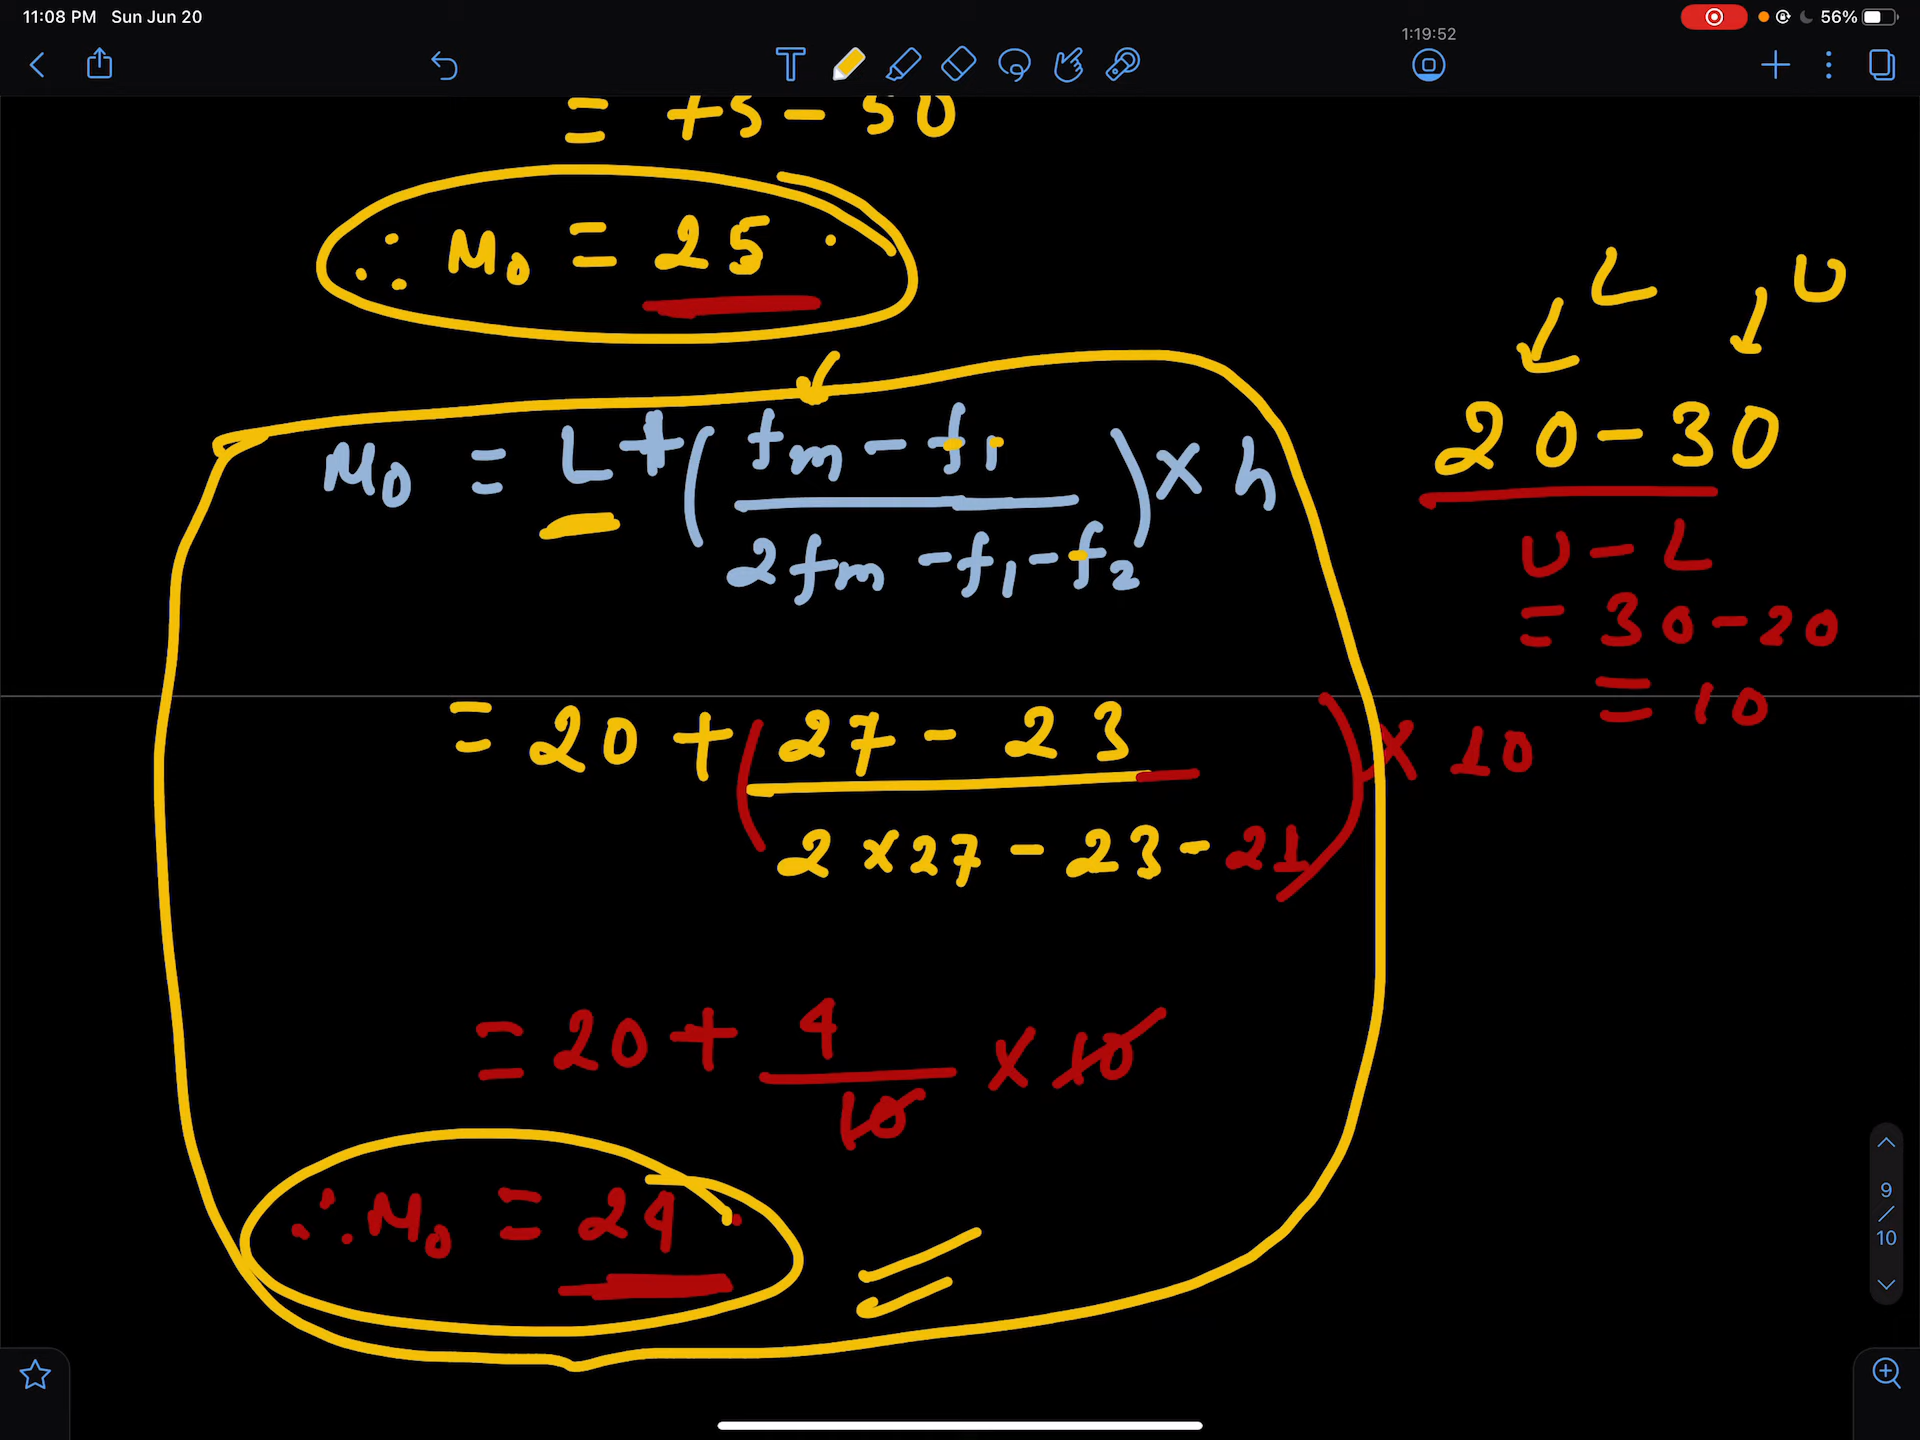 11:08 PM Sun Jun 20
56%
1:19:52
= 75 - 50
∴ M₀ = 25.
L U
20 - 30
U - L
= 30 - 20
= 10
M₀ = L + ( fm - f₁ / 2fm - f₁ - f₂ ) × h
= 20 + ( 27 - 23 / 2 × 27 - 23 - 21 ) × 10
= 20 + 4 / 10 × 10
∴ M₀ = 24.
9
/
10